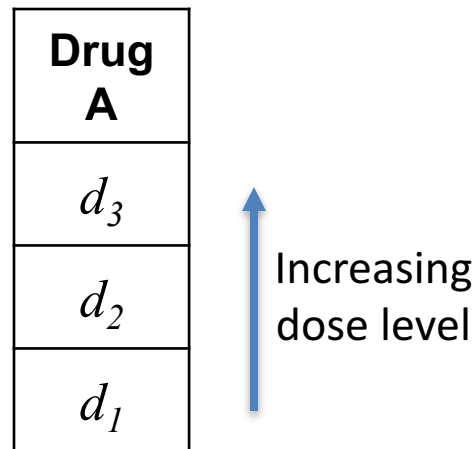 Drug
A
d₃
d₂
d₁
Increasing
dose level